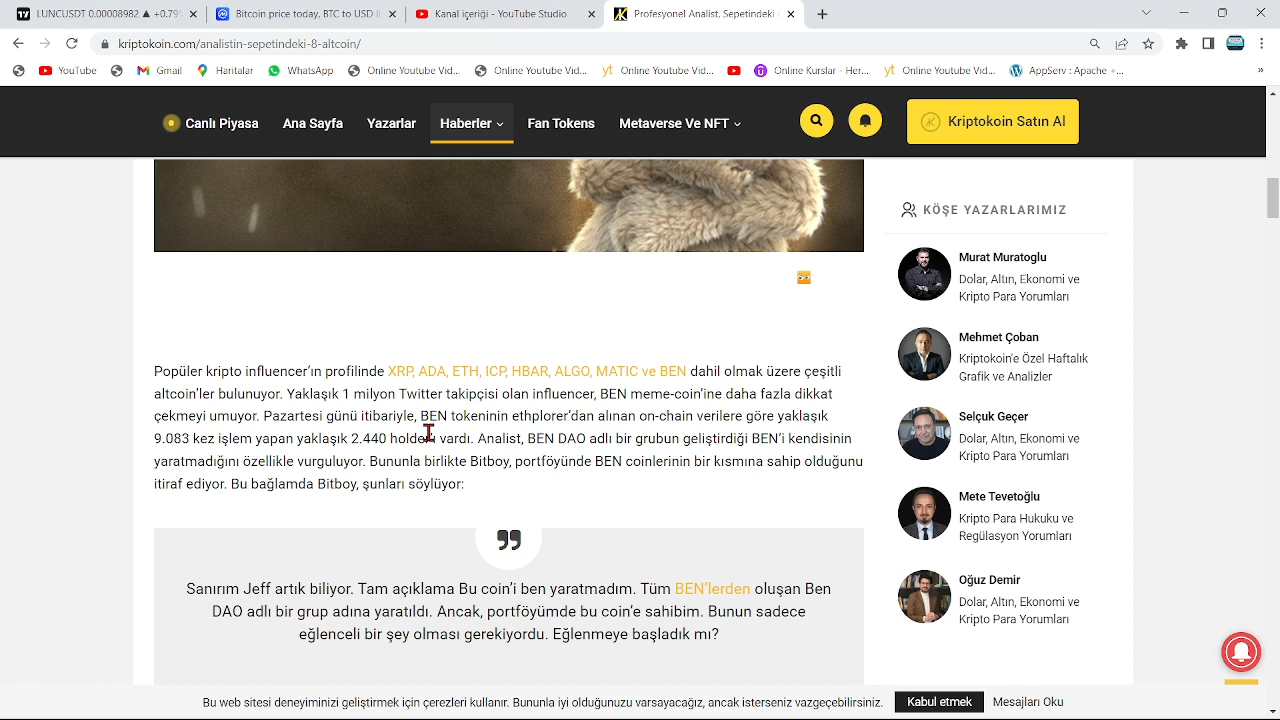 LUNCUSDT 0.00008982 ▲ +0.79
Bitcoin price today, BTC to USD li
Kanal içeriği - YouTube Studio
Profesyonel Analist, Sepetindeki
kriptokoin.com/analistin-sepetindeki-8-altcoin/
YouTube
Gmail
Haritalar
WhatsApp
Online Youtube Vid...
Online Youtube Vid...
Online Youtube Vid...
Online Kurslar - Her...
Online Youtube Vid...
AppServ : Apache +...
»
Canlı Piyasa
Ana Sayfa
Yazarlar
Haberler
Fan Tokens
Metaverse Ve NFT
Kriptokoin Satın Al
Popüler kripto influencer’ın profilinde XRP, ADA, ETH, ICP, HBAR, ALGO, MATIC ve BEN dahil olmak üzere çeşitli
altcoin’ler bulunuyor. Yaklaşık 1 milyon Twitter takipçisi olan influencer, BEN meme-coin’ine daha fazla dikkat
çekmeyi umuyor. Pazartesi günü itibariyle, BEN tokeninin ethplorer’dan alınan on-chain verilere göre yaklaşık
9.083 kez işlem yapan yaklaşık 2.440 holderı vardı. Analist, BEN DAO adlı bir grubun geliştirdiği BEN’i kendisinin
yaratmadığını özellikle vurguluyor. Bununla birlikte Bitboy, portföyünde BEN coinlerinin bir kısmına sahip olduğunu
itiraf ediyor. Bu bağlamda Bitboy, şunları söylüyor:
Sanırım Jeff artık biliyor. Tam açıklama Bu coin’i ben yaratmadım. Tüm BEN’lerden oluşan Ben
DAO adlı bir grup adına yaratıldı. Ancak, portföyümde bu coin’e sahibim. Bunun sadece
eğlenceli bir şey olması gerekiyordu. Eğlenmeye başladık mı?
KÖŞE YAZARLARIMIZ
Murat Muratoglu
Dolar, Altın, Ekonomi ve
Kripto Para Yorumları
Mehmet Çoban
Kriptokoin'e Özel Haftalık
Grafik ve Analizler
Selçuk Geçer
Dolar, Altın, Ekonomi ve
Kripto Para Yorumları
Mete Tevetoğlu
Kripto Para Hukuku ve
Regülasyon Yorumları
Oğuz Demir
Dolar, Altın, Ekonomi ve
Kripto Para Yorumları
Bu site deneyiminizi geliştirmek için çerezleri kullanır. Bununla iyi olduğunuzu varsayacağız, ancak isterseniz vazgeçebilirsiniz.
Kabul etmek
Mesajları Oku